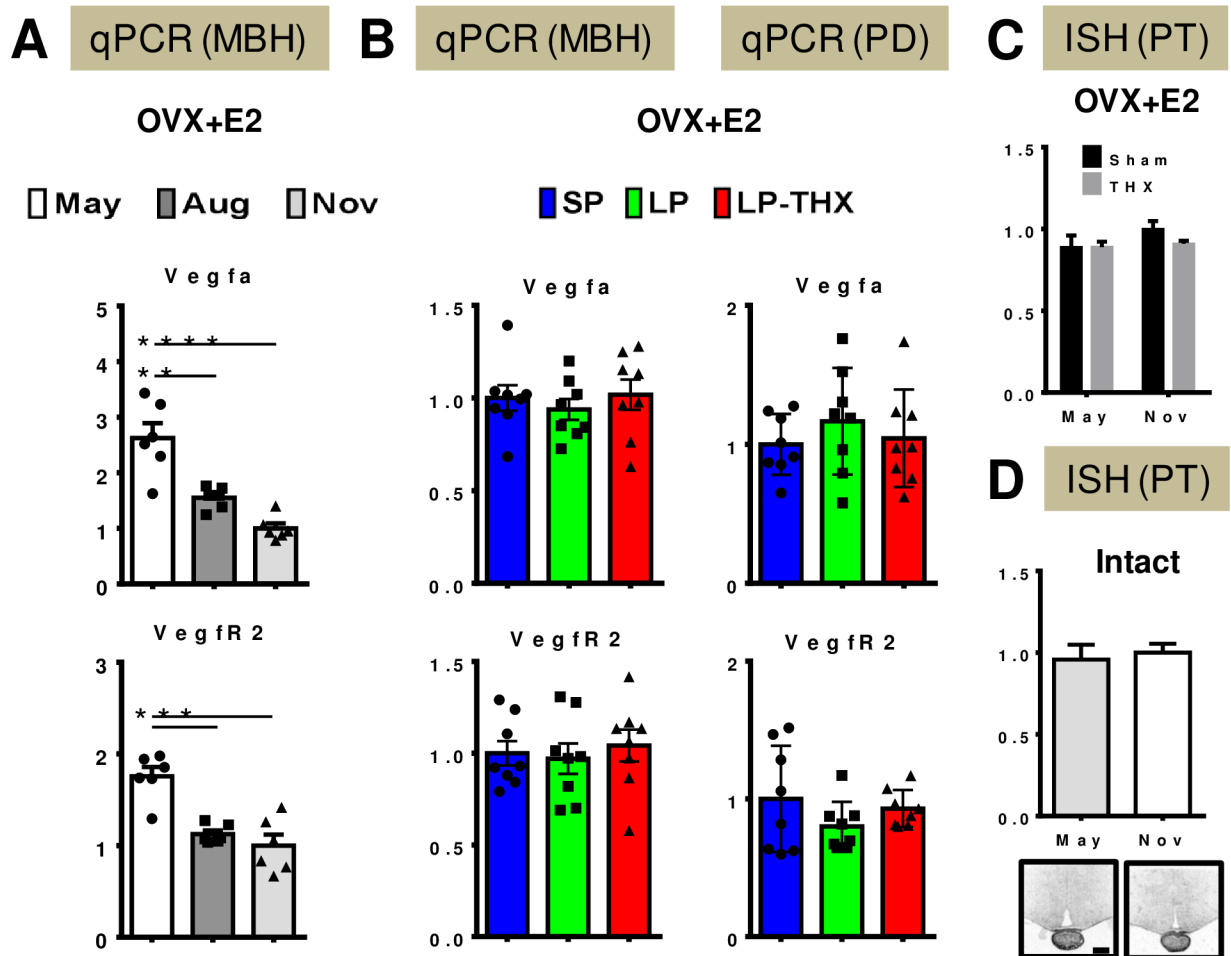 A qPCR (MBH)
OVX+E2
May Aug Nov
Vegfa
5
4
3
2
1
0
* * * *
* *
VegfR2
3
2
1
0
* * *
B qPCR (MBH) qPCR (PD)
OVX+E2
SP LP LP-THX
Vegfa
1.5
1.0
0.5
0.0
Vegfa
2
1
0
VegfR2
1.5
1.0
0.5
0.0
VegfR2
2
1
0
C ISH (PT)
OVX+E2
Sham
THX
1.5
1.0
0.5
0.0
May Nov
D ISH (PT)
Intact
1.5
1.0
0.5
0.0
May Nov